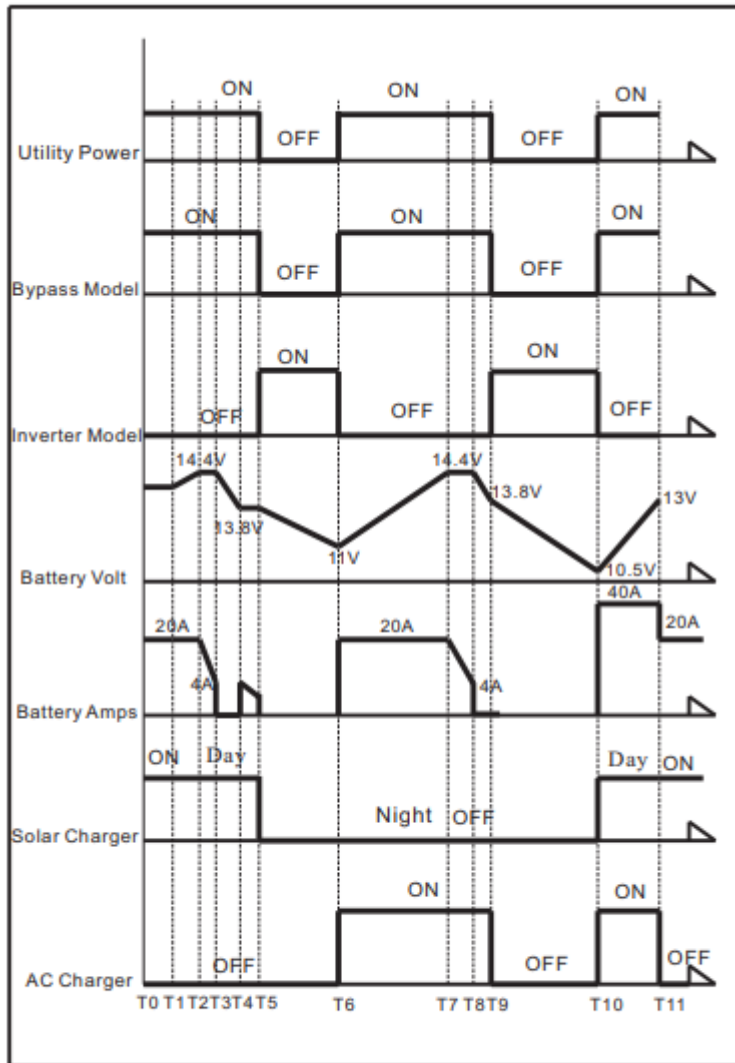 ON ON ON
Utility Power OFF OFF
ON ON ON
Bypass Model OFF OFF
ON ON
Inverter Model OFF OFF OFF
14.4V 14.4V
13.8V 13V
13.8V
11V
Battery Volt 10.5V
40A
20A 20A 20A
4A 4A
Battery Amps
ON Day Day ON
Night OFF
Solar Charger
ON ON
AC Charger OFF OFF OFF
T0 T1 T2 T3 T4 T5 T6 T7 T8 T9 T10 T11